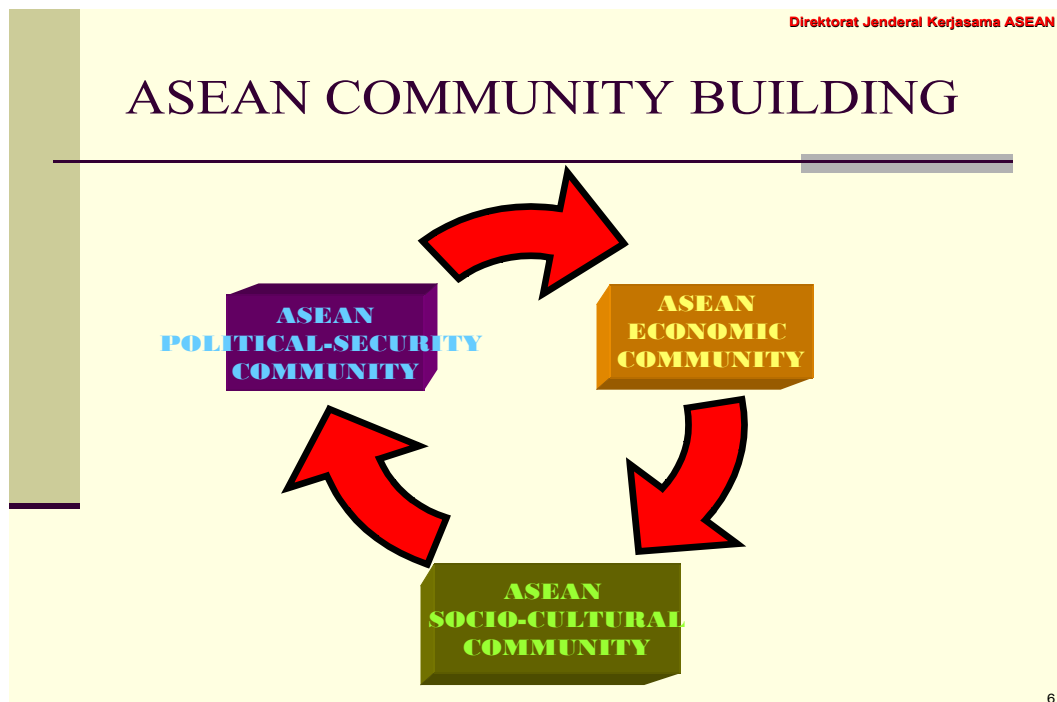 Direktorat Jenderal Kerjasama ASEAN
ASEAN COMMUNITY BUILDING
ASEAN
POLITICAL-SECURITY
COMMUNITY
ASEAN
ECONOMIC
COMMUNITY
ASEAN
SOCIO-CULTURAL
COMMUNITY
6